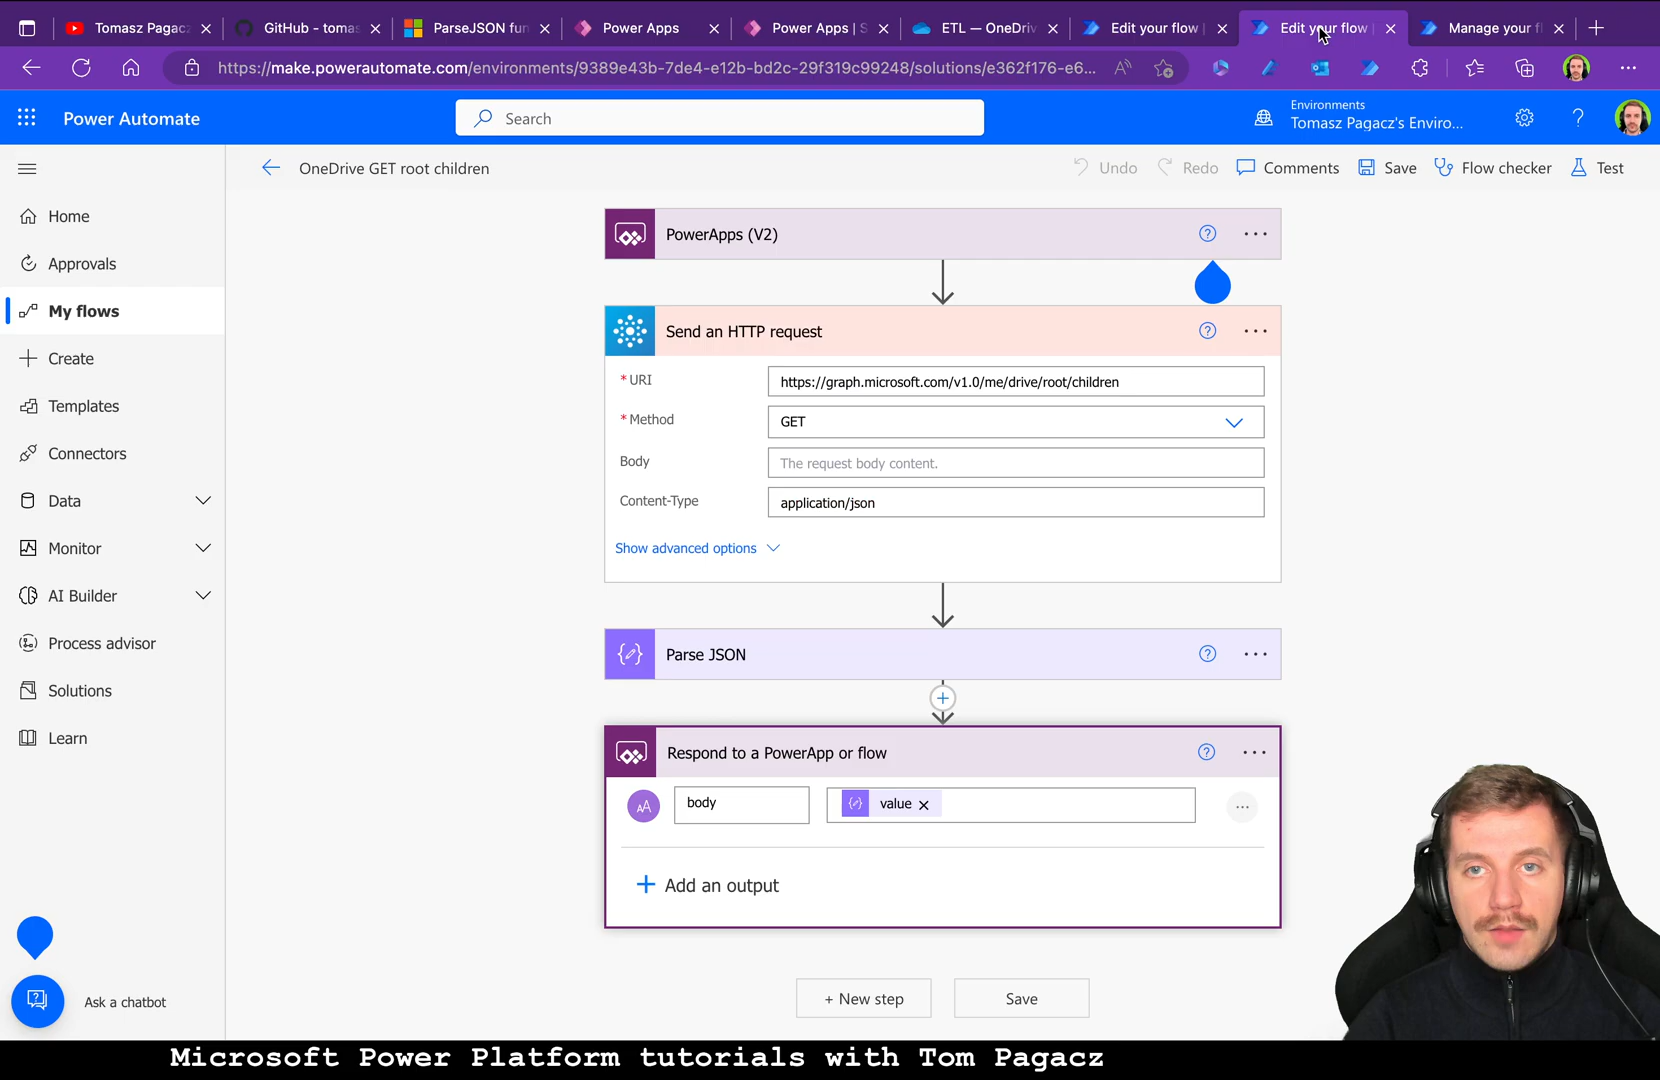 Tomasz Pagac
GitHub - tomas
ParseJSON fun
Power Apps
Power Apps | S
ETL — OneDriv
Edit your flow |
Edit your flow |
Manage your fl
https://make.powerautomate.com/environments/9389e43b-7de4-e12b-bd2c-29f319c99248/solutions/e362f176-e6...
Power Automate
Search
Environments
Tomasz Pagacz's Enviro...
OneDrive GET root children
Undo
Redo
Comments
Save
Flow checker
Test
Home
Approvals
My flows
Create
Templates
Connectors
Data
Monitor
AI Builder
Process advisor
Solutions
Learn
Ask a chatbot
PowerApps (V2)
Send an HTTP request
* URI
https://graph.microsoft.com/v1.0/me/drive/root/children
* Method
GET
Body
The request body content.
Content-Type
application/json
Show advanced options
Parse JSON
Respond to a PowerApp or flow
body
value
Add an output
+ New step
Save
Microsoft Power Platform tutorials with Tom Pagacz